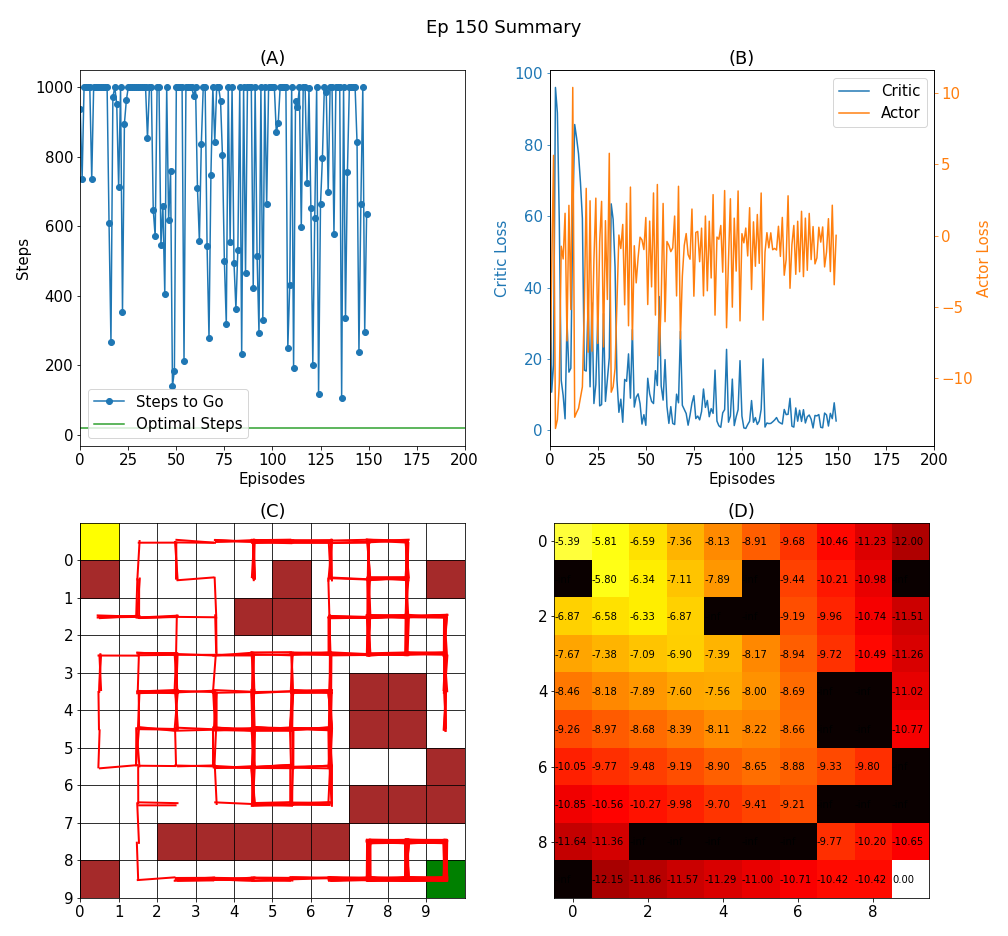 Ep 150 Summary
(A)
1000
800
600
400
200
0
Steps
Steps to Go
Optimal Steps
0 25 50 75 100 125 150 175 200
Episodes
(B)
100
80
60
40
20
0
Critic Loss
Critic
Actor
10
5
0
−5
−10
Actor Loss
0 25 50 75 100 125 150 175 200
Episodes
(C)
0
1
2
3
4
5
6
7
8
9
0 1 2 3 4 5 6 7 8 9
(D)
0
2
4
6
8
-5.39 -5.81 -6.59 -7.36 -8.13 -8.91 -9.68 -10.46 -11.23 -12.00
-5.80 -6.34 -7.11 -7.89 -9.44 -10.21 -10.98
-6.87 -6.58 -6.33 -6.87 -9.19 -9.96 -10.74 -11.51
-7.67 -7.38 -7.09 -6.90 -7.39 -8.17 -8.94 -9.72 -10.49 -11.26
-8.46 -8.18 -7.89 -7.60 -7.56 -8.00 -8.69 -11.02
-9.26 -8.97 -8.68 -8.39 -8.11 -8.22 -8.66 -10.77
-10.05 -9.77 -9.48 -9.19 -8.90 -8.65 -8.88 -9.33 -9.80
-10.85 -10.56 -10.27 -9.98 -9.70 -9.41 -9.21
-11.64 -11.36 -9.77 -10.20 -10.65
-12.15 -11.86 -11.57 -11.29 -11.00 -10.71 -10.42 -10.42 0.00
0 2 4 6 8